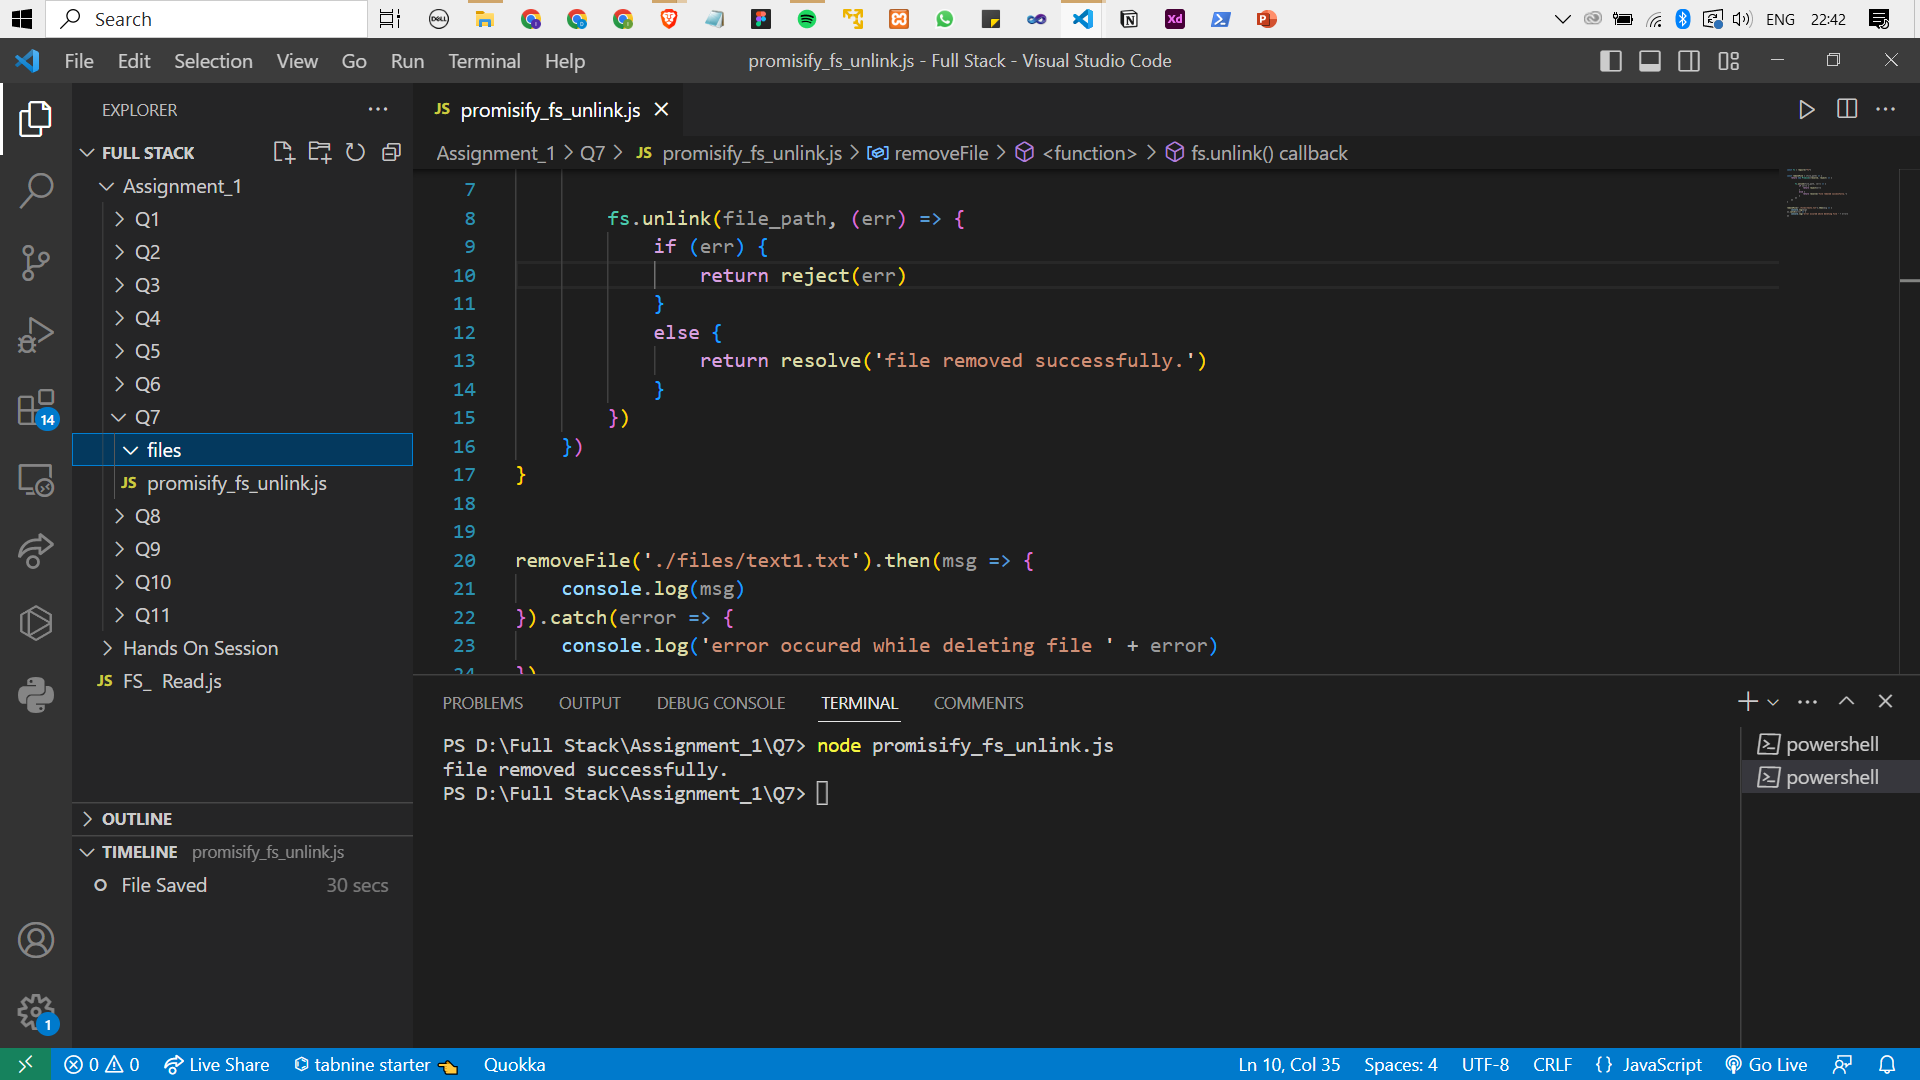 Search
DELL
Xd
ENG
22:42
File Edit Selection View Go Run Terminal Help
promisify_fs_unlink.js - Full Stack - Visual Studio Code
EXPLORER
FULL STACK
Assignment_1
Q1
Q2
Q3
Q4
Q5
Q6
Q7
files
JS promisify_fs_unlink.js
Q8
Q9
Q10
Q11
Hands On Session
JS FS_ Read.js
OUTLINE
TIMELINE promisify_fs_unlink.js
File Saved 30 secs
14
1
JS promisify_fs_unlink.js
Assignment_1 > Q7 > JS promisify_fs_unlink.js > removeFile > <function> > fs.unlink() callback
7
8 fs.unlink(file_path, (err) => {
9 if (err) {
10 return reject(err)
11 }
12 else {
13 return resolve('file removed successfully.')
14 }
15 })
16 })
17 }
18
19
20 removeFile('./files/text1.txt').then(msg => {
21 console.log(msg)
22 }).catch(error => {
23 console.log('error occured while deleting file ' + error)
24 })
PROBLEMS OUTPUT DEBUG CONSOLE TERMINAL COMMENTS
PS D:\Full Stack\Assignment_1\Q7> node promisify_fs_unlink.js
file removed successfully.
PS D:\Full Stack\Assignment_1\Q7>
powershell
powershell
0 0 Live Share tabnine starter Quokka
Ln 10, Col 35 Spaces: 4 UTF-8 CRLF {} JavaScript Go Live